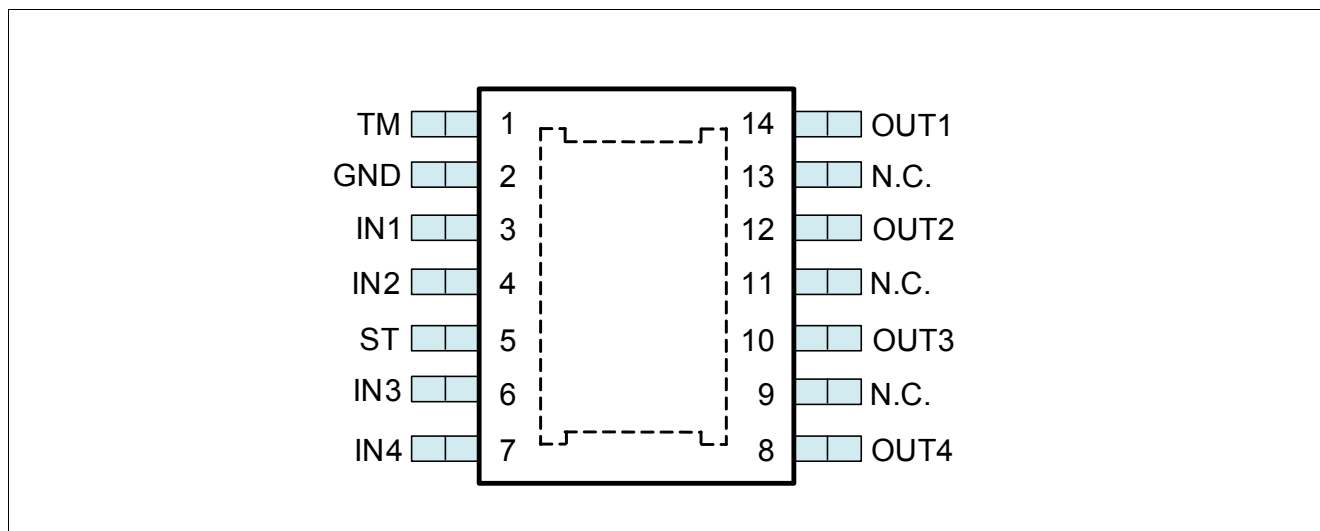 TM 1 14 OUT1
GND 2 13 N.C.
IN1 3 12 OUT2
IN2 4 11 N.C.
ST 5 10 OUT3
IN3 6 9 N.C.
IN4 7 8 OUT4